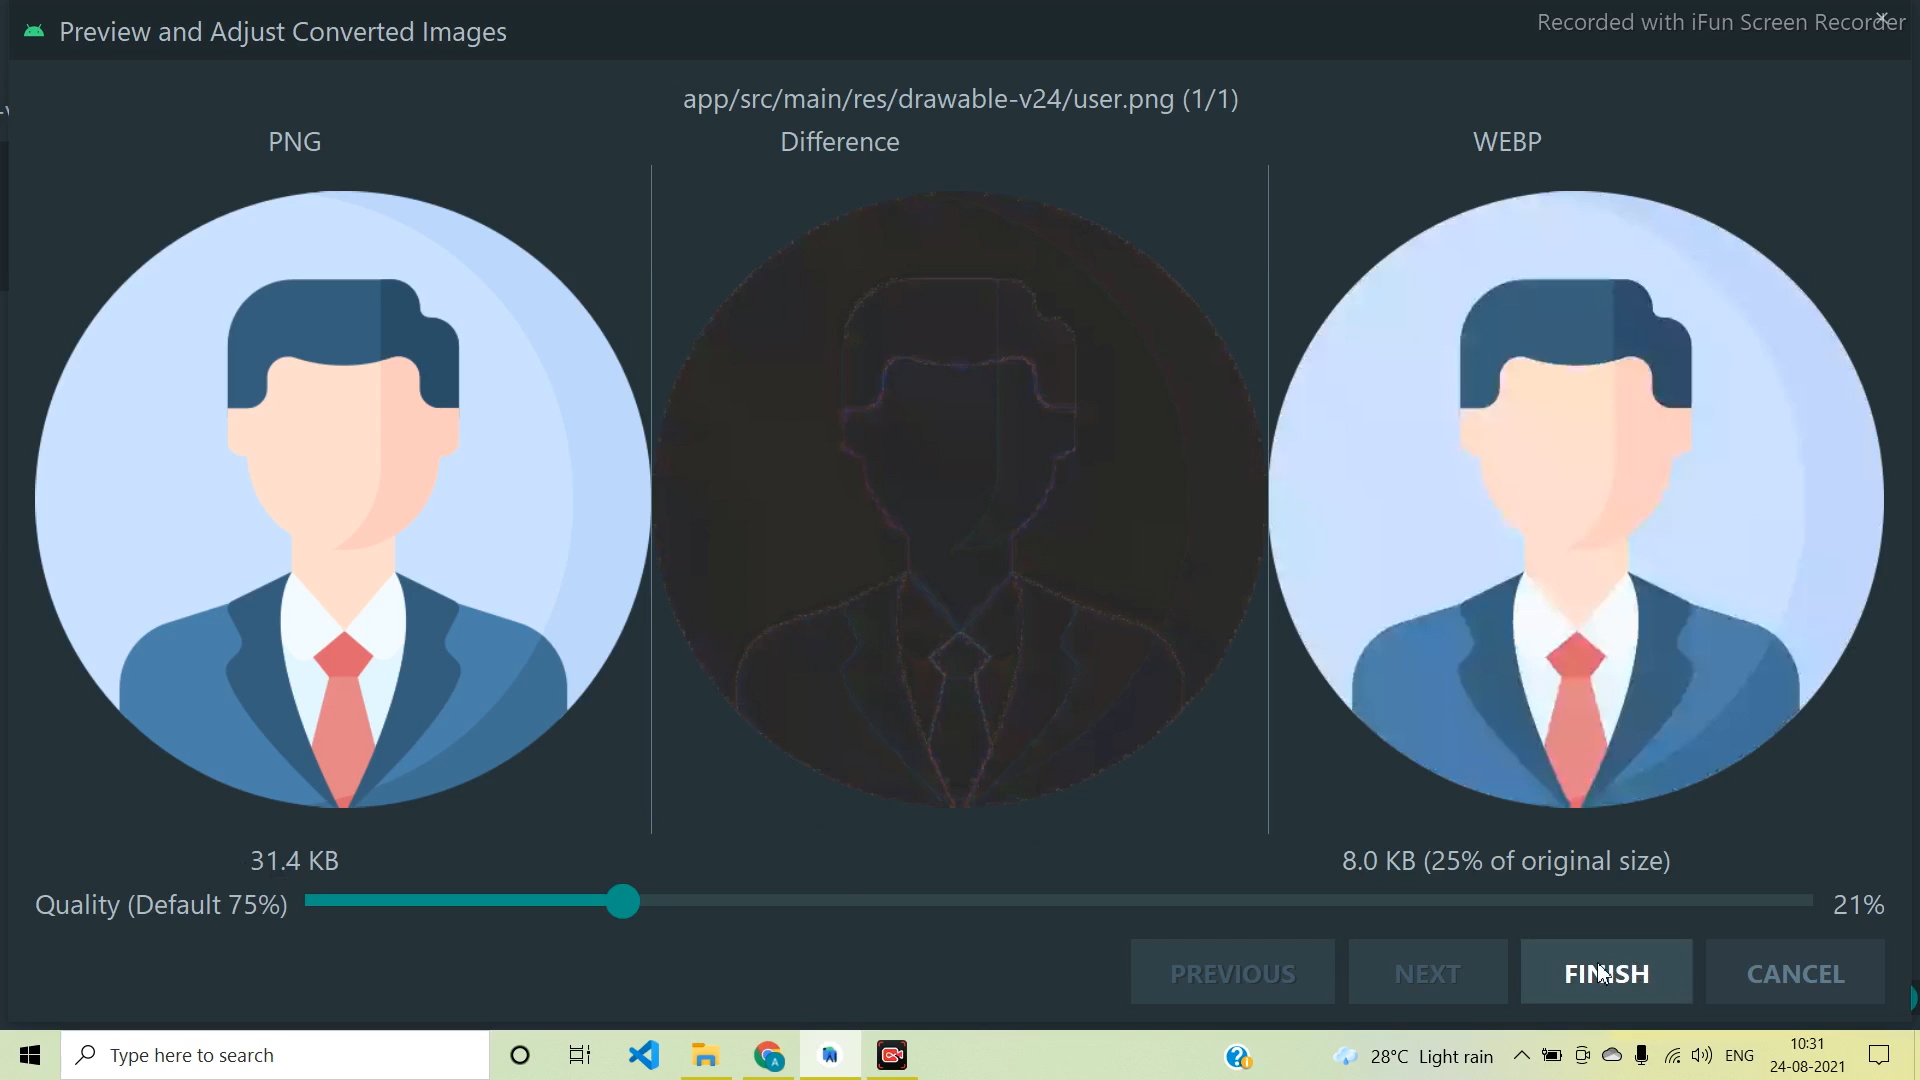 Preview and Adjust Converted Images
Recorded with iFun Screen Recorder
app/src/main/res/drawable-v24/user.png (1/1)
PNG
Difference
WEBP
31.4 KB
8.0 KB (25% of original size)
Quality (Default 75%)
21%
PREVIOUS
NEXT
FINISH
CANCEL
Type here to search
28°C Light rain
ENG
10:31
24-08-2021